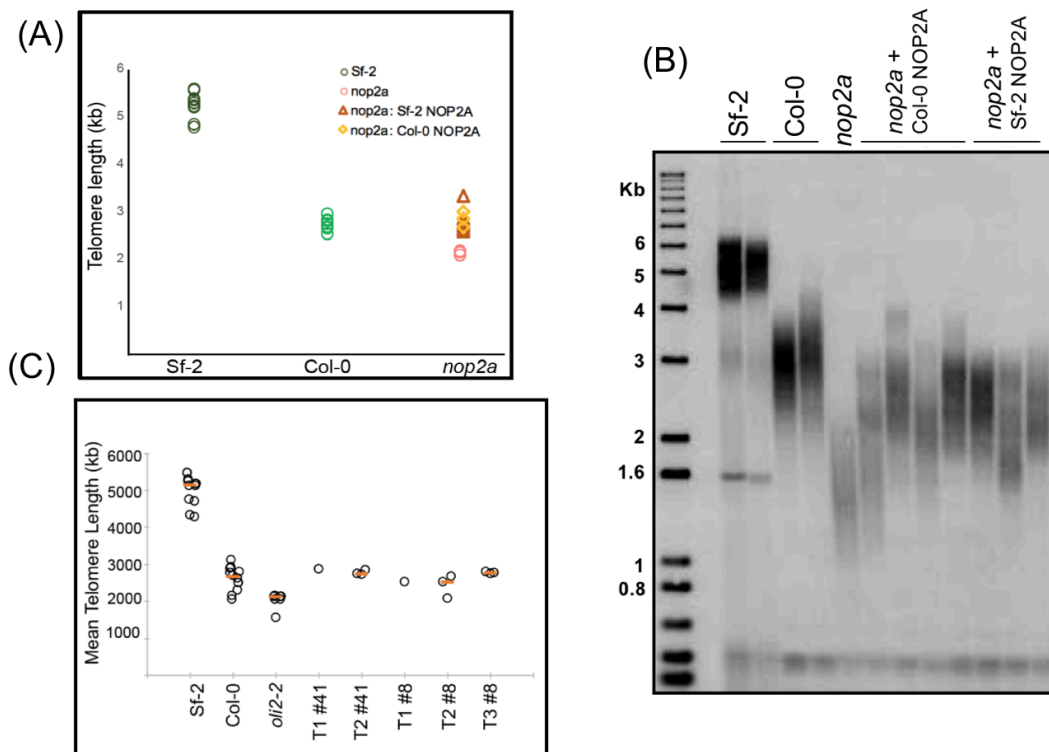 (A)
Telomere length (kb)
6
5
4
3
2
1
Sf-2
nop2a
nop2a: Sf-2 NOP2A
nop2a: Col-0 NOP2A
Sf-2
Col-0
nop2a
(B)
Sf-2
Col-0
nop2a
nop2a +
Col-0 NOP2A
nop2a +
Sf-2 NOP2A
Kb
6
5
4
3
2
1.6
1
0.8
(C)
Mean Telomere Length (kb)
6000
5000
4000
3000
2000
1000
Sf-2
Col-0
oli2-2
T1 #41
T2 #41
T1 #8
T2 #8
T3 #8